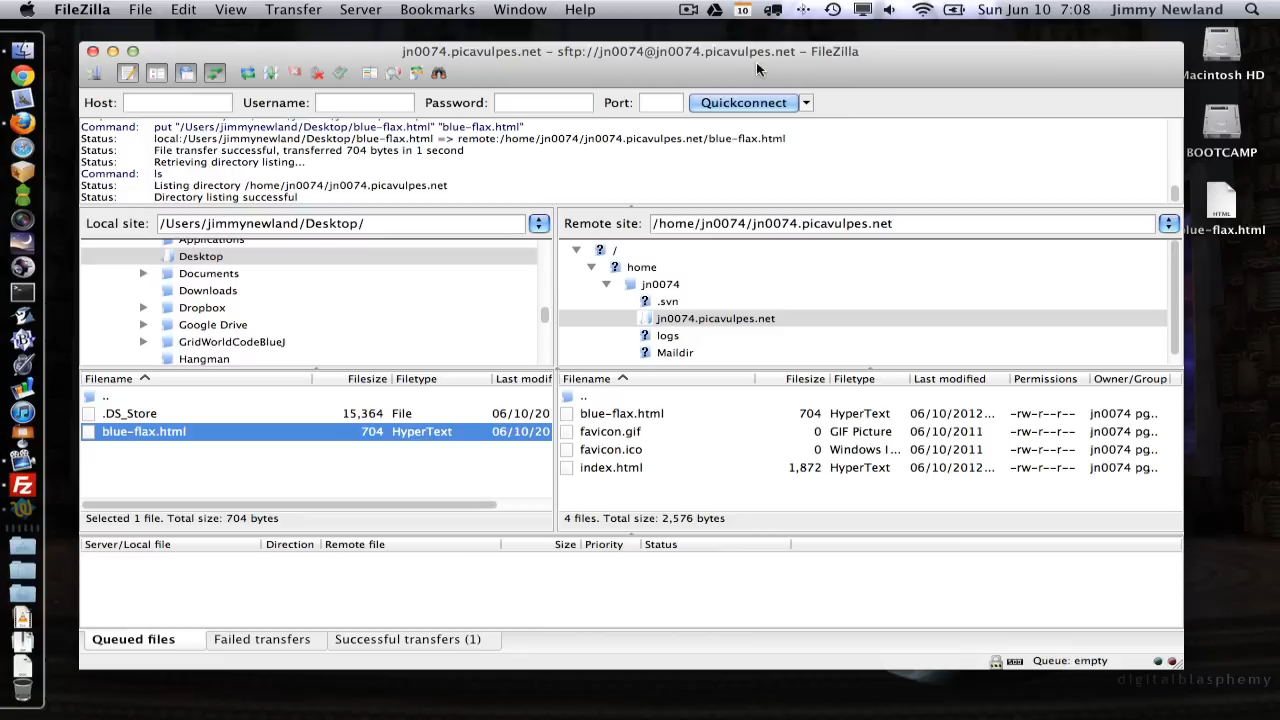 FileZilla File Edit View Transfer Server Bookmarks Window Help 10 Sun Jun 10 7:08 Jimmy Newland
jn0074.picavulpes.net – sftp://jn0074@jn0074.picavulpes.net – FileZilla
Host: Username: Password: Port: Quickconnect
Command: put "/Users/jimmynewland/Desktop/blue-flax.html" "blue-flax.html"
Status: local:/Users/jimmynewland/Desktop/blue-flax.html => remote:/home/jn0074/jn0074.picavulpes.net/blue-flax.html
Status: File transfer successful, transferred 704 bytes in 1 second
Status: Retrieving directory listing...
Command: ls
Status: Listing directory /home/jn0074/jn0074.picavulpes.net
Status: Directory listing successful
Local site: /Users/jimmynewland/Desktop/
Applications
Desktop
Documents
Downloads
Dropbox
Google Drive
GridWorldCodeBlueJ
Hangman
Remote site: /home/jn0074/jn0074.picavulpes.net
/
home
jn0074
.svn
jn0074.picavulpes.net
logs
Maildir
Filename Filesize Filetype Last modif
..
.DS_Store 15,364 File 06/10/20
blue-flax.html 704 HyperText 06/10/20
Selected 1 file. Total size: 704 bytes
Filename Filesize Filetype Last modified Permissions Owner/Group
..
blue-flax.html 704 HyperText 06/10/2012... -rw-r--r-- jn0074 pg..
favicon.gif 0 GIF Picture 06/10/2011 -rw-r--r-- jn0074 pg..
favicon.ico 0 Windows I... 06/10/2011 -rw-r--r-- jn0074 pg..
index.html 1,872 HyperText 06/10/2012... -rw-r--r-- jn0074 pg..
4 files. Total size: 2,576 bytes
Server/Local file Direction Remote file Size Priority Status
Queued files Failed transfers Successful transfers (1)
Queue: empty
Macintosh HD
BOOTCAMP
HTML
blue-flax.html
digitalblasphemy